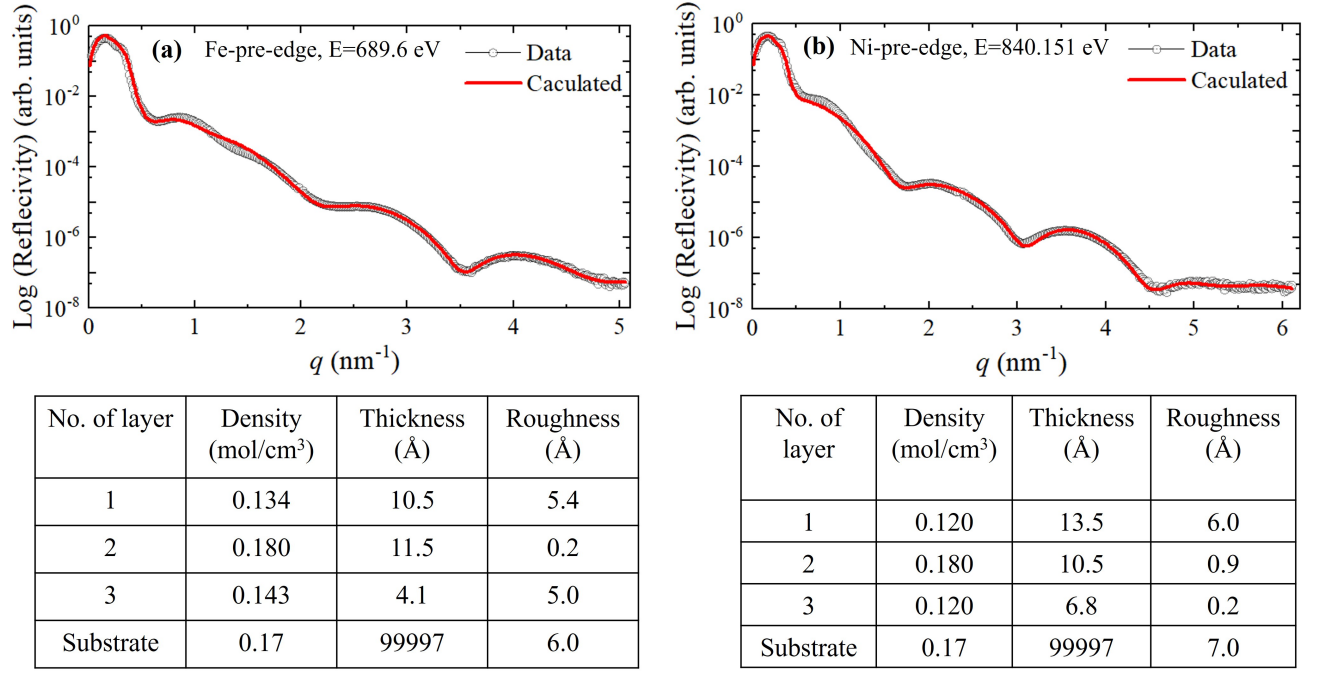 (a) Fe-pre-edge, E=689.6 eV
Data
Caculated
Log (Reflecivity) (arb. units)
10⁰
10⁻²
10⁻⁴
10⁻⁶
10⁻⁸
0 1 2 3 4 5
q (nm⁻¹)
(b) Ni-pre-edge, E=840.151 eV
Data
Caculated
Log (Reflecivity) (arb. units)
10⁰
10⁻²
10⁻⁴
10⁻⁶
10⁻⁸
0 1 2 3 4 5 6
q (nm⁻¹)
No. of layer Density Thickness Roughness
(mol/cm³) (Å) (Å)
1 0.134 10.5 5.4
2 0.180 11.5 0.2
3 0.143 4.1 5.0
Substrate 0.17 99997 6.0
No. of Density Thickness Roughness
layer (mol/cm³) (Å) (Å)
1 0.120 13.5 6.0
2 0.180 10.5 0.9
3 0.120 6.8 0.2
Substrate 0.17 99997 7.0